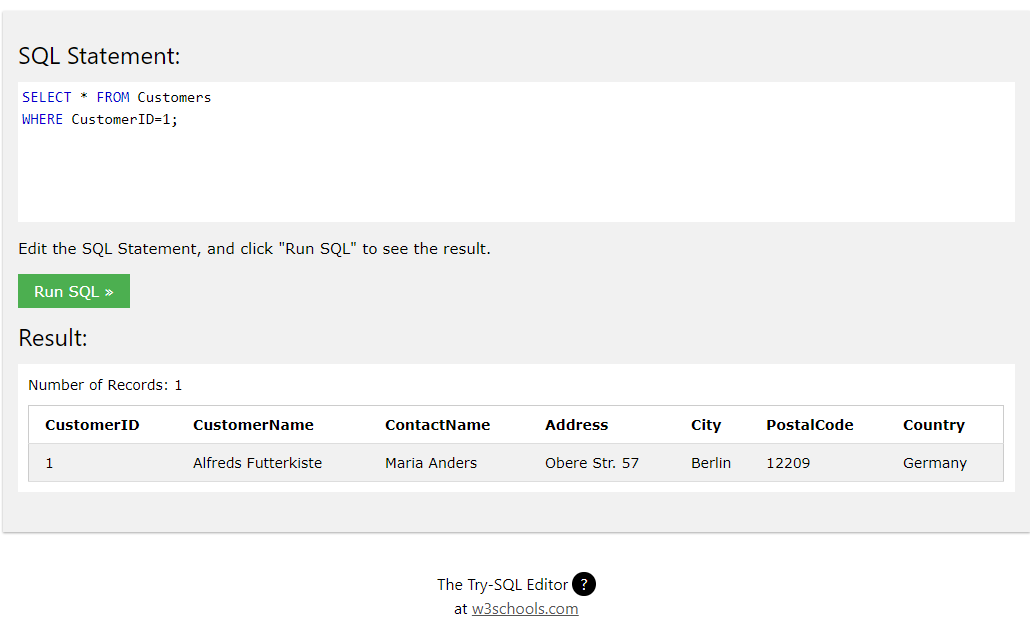 SQL Statement:
SELECT * FROM Customers
WHERE CustomerID=1;
Edit the SQL Statement, and click "Run SQL" to see the result.
Run SQL »
Result:
Number of Records: 1
CustomerID CustomerName ContactName Address City PostalCode Country
1 Alfreds Futterkiste Maria Anders Obere Str. 57 Berlin 12209 Germany
The Try-SQL Editor ?
at w3schools.com